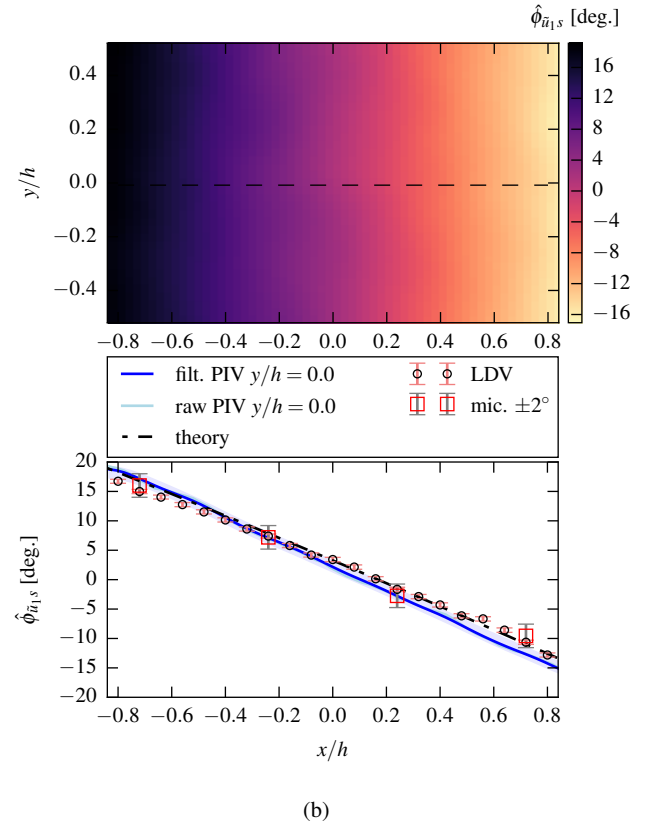 ϕ̂ũ₁s [deg.]
0.4
0.2
0.0
−0.2
−0.4
y/h
16
12
8
4
0
−4
−8
−12
−16
−0.8 −0.6 −0.4 −0.2 0.0 0.2 0.4 0.6 0.8
filt. PIV y/h = 0.0
raw PIV y/h = 0.0
theory
LDV
mic. ±2°
20
15
10
5
0
−5
−10
−15
−20
ϕ̂ũ₁s [deg.]
−0.8 −0.6 −0.4 −0.2 0.0 0.2 0.4 0.6 0.8
x/h
(b)